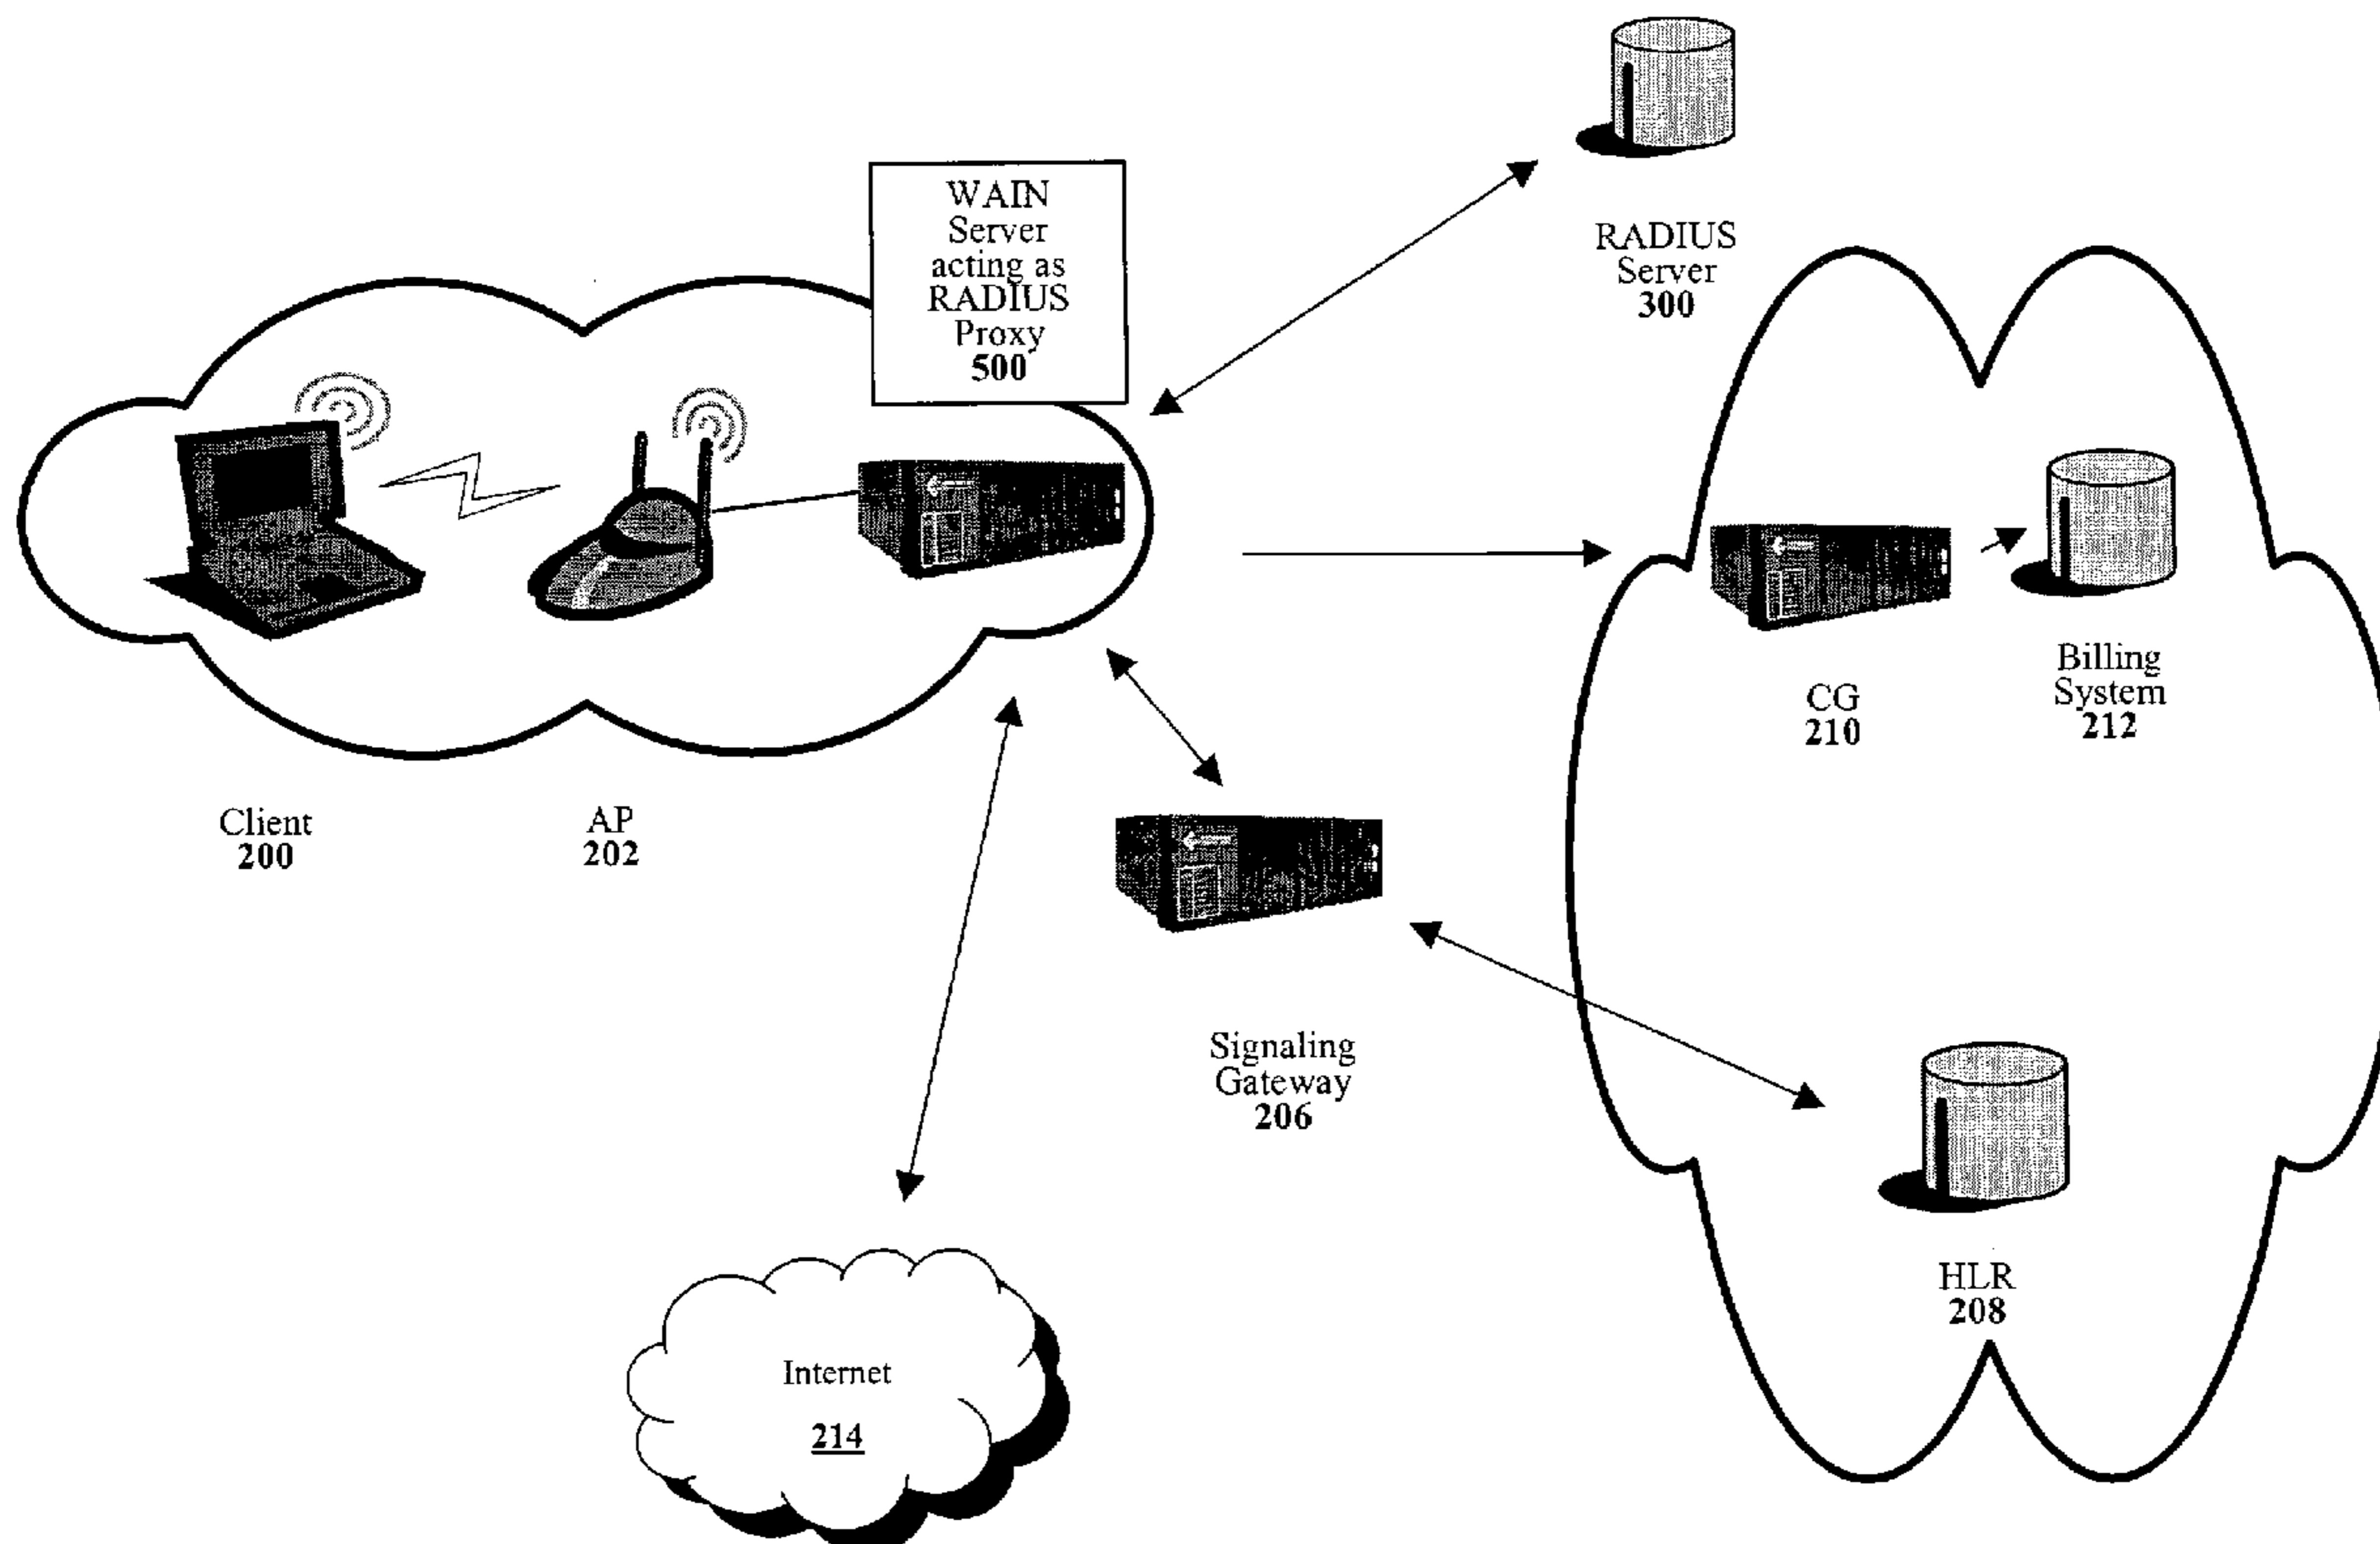 WAIN
Server
acting as
RADIUS
Proxy
500
RADIUS
Server
300
Billing
System
212
CG
210
Client
200
AP
202
Signaling
Gateway
206
HLR
208
Internet
214